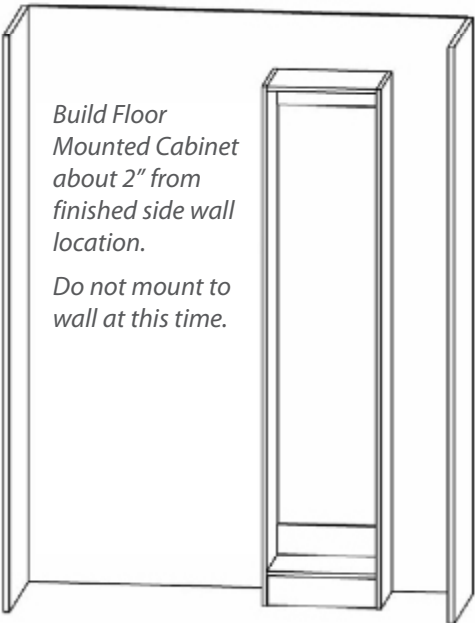 Build Floor
Mounted Cabinet
about 2” from
finished side wall
location.
Do not mount to
wall at this time.